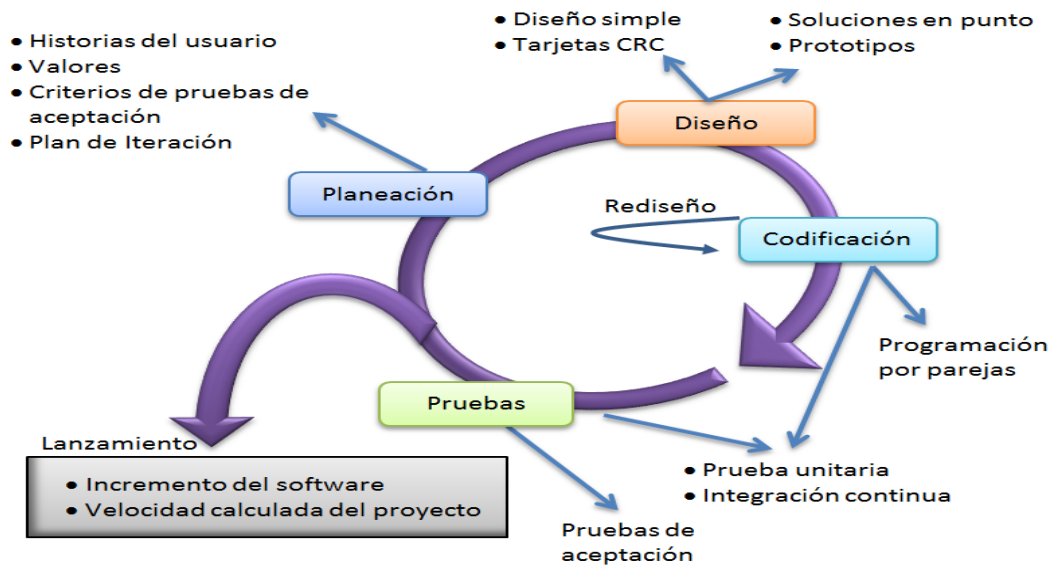 • Historias del usuario
• Valores
• Criterios de pruebas de
aceptación
• Plan de Iteración
• Diseño simple
• Tarjetas CRC
• Soluciones en punto
• Prototipos
Diseño
Planeación
Rediseño
Codificación
Programación
por parejas
Pruebas
Lanzamiento
• Incremento del software
• Velocidad calculada del proyecto
• Prueba unitaria
• Integración continua
Pruebas de
aceptación